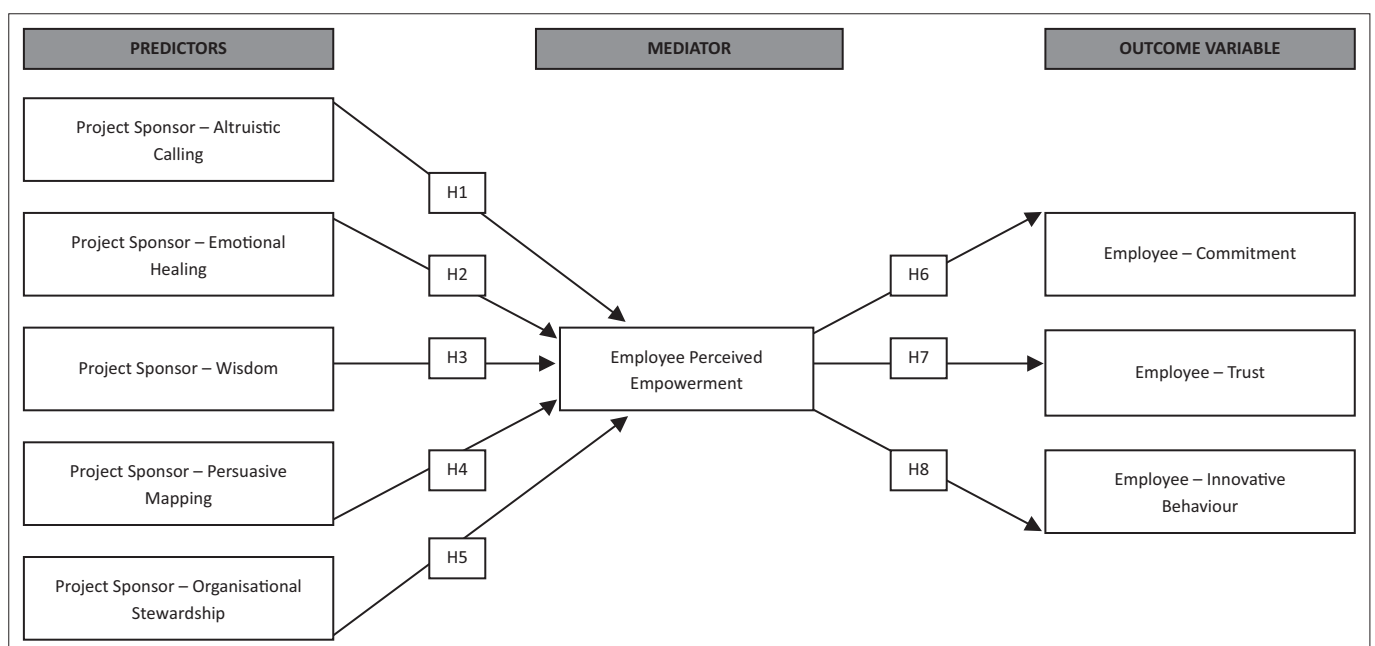 PREDICTORS
MEDIATOR
OUTCOME VARIABLE
Project Sponsor – Altruistic
Calling
H1
Project Sponsor – Emotional
Healing
H2
H6
Employee – Commitment
Project Sponsor – Wisdom
H3
Employee Perceived
Empowerment
H7
Employee – Trust
Project Sponsor – Persuasive
Mapping
H4
H8
Employee – Innovative
Behaviour
H5
Project Sponsor – Organisational
Stewardship